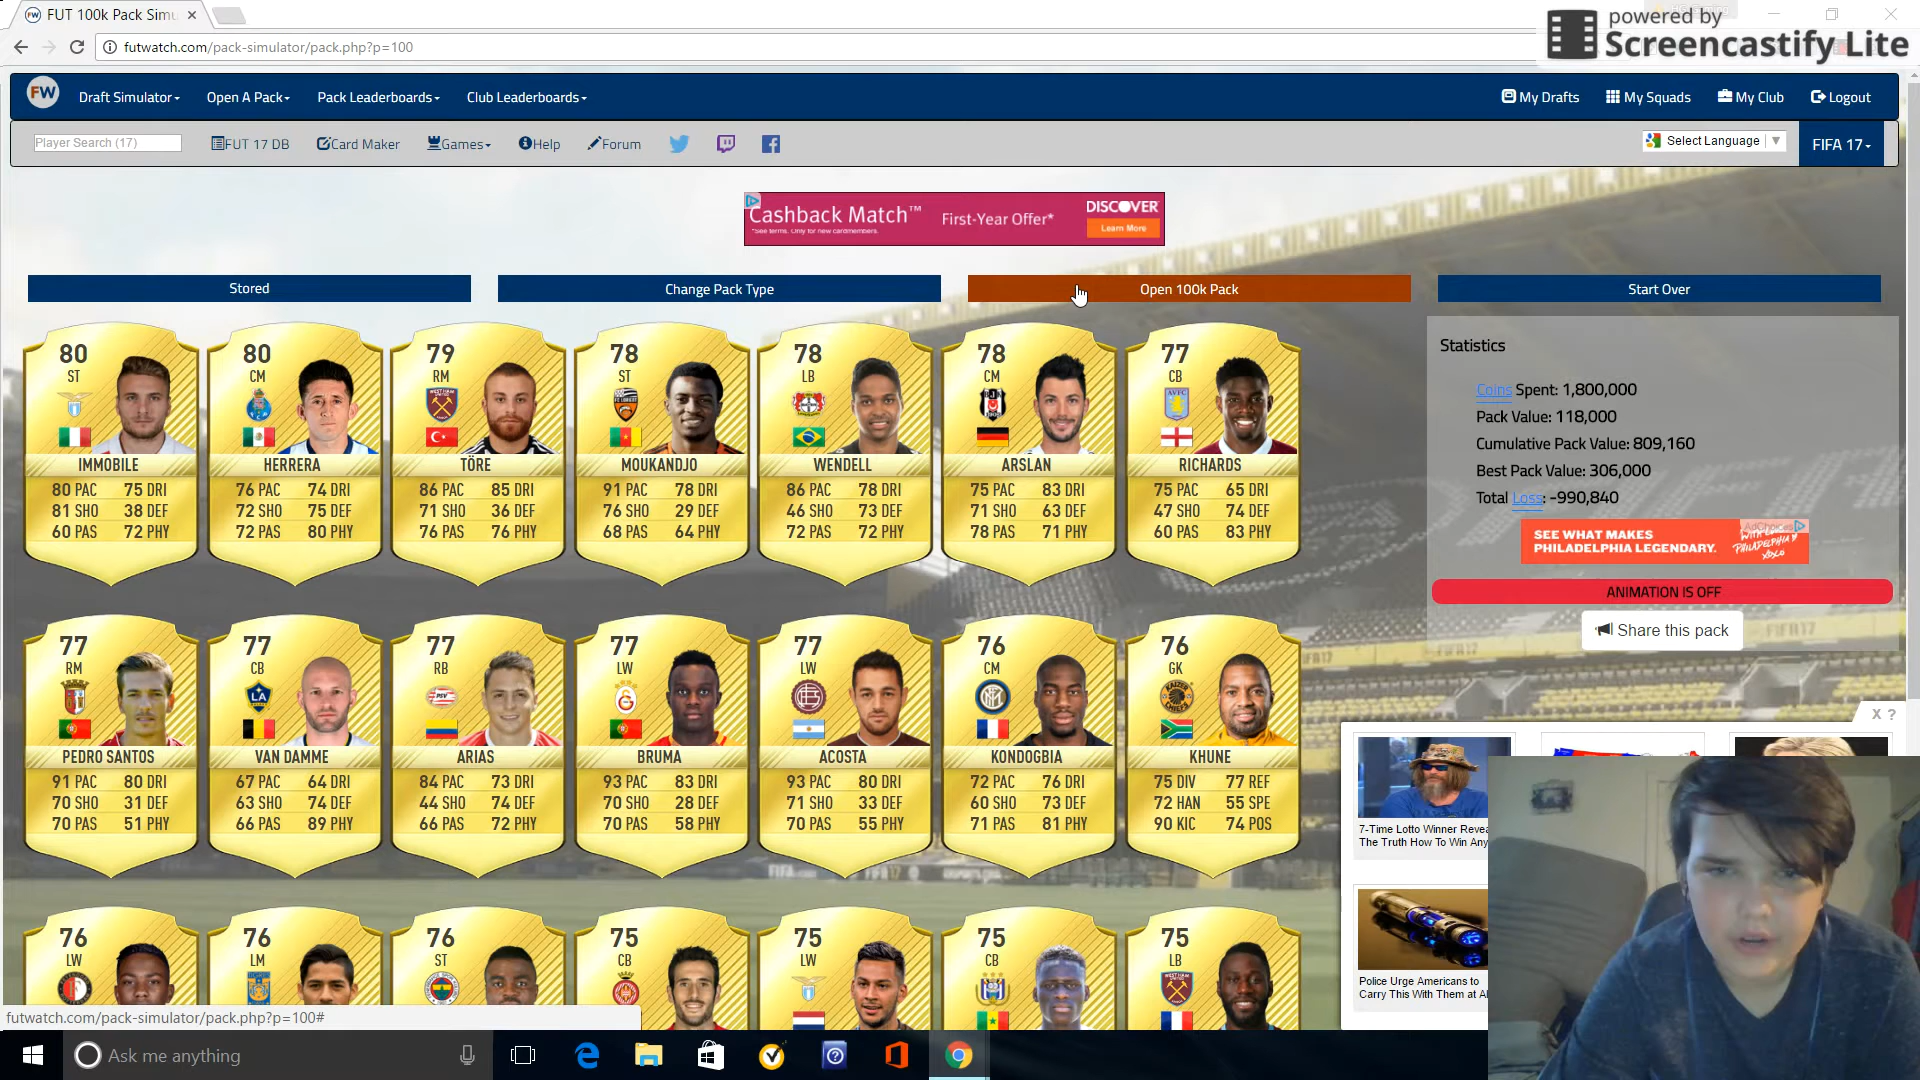 FUT 100k Pack Simu
powered by
Screencastify Lite
futwatch.com/pack-simulator/pack.php?p=100
FW
Draft Simulator
Open A Pack
Pack Leaderboards
Club Leaderboards
My Drafts
My Squads
My Club
Logout
Player Search (17)
FUT 17 DB
Card Maker
Games
Help
Forum
Select Language
FIFA 17
Cashback Match™
First-Year Offer*
DISCOVER
*See terms. Only for new cardmembers.
Learn More
Stored
Change Pack Type
Open 100k Pack
Start Over
80 ST
IMMOBILE
80 PAC 75 DRI
81 SHO 38 DEF
60 PAS 72 PHY
80 CM
HERRERA
76 PAC 74 DRI
72 SHO 75 DEF
72 PAS 80 PHY
79 RM
TÖRE
86 PAC 85 DRI
71 SHO 36 DEF
76 PAS 76 PHY
78 ST
MOUKANDJO
91 PAC 78 DRI
76 SHO 29 DEF
68 PAS 64 PHY
78 LB
WENDELL
86 PAC 78 DRI
46 SHO 73 DEF
72 PAS 72 PHY
78 CM
ARSLAN
75 PAC 83 DRI
71 SHO 63 DEF
78 PAS 71 PHY
77 CB
AVFC
RICHARDS
75 PAC 65 DRI
47 SHO 74 DEF
60 PAS 83 PHY
Statistics
Coins Spent: 1,800,000
Pack Value: 118,000
Cumulative Pack Value: 809,160
Best Pack Value: 306,000
Total Loss: -990,840
SEE WHAT MAKES
PHILADELPHIA LEGENDARY.
AdChoices
WITH LOVE,
PHILADELPHIA
XOXO
ANIMATION IS OFF
Share this pack
77 RM
PEDRO SANTOS
91 PAC 80 DRI
70 SHO 31 DEF
70 PAS 51 PHY
77 CB
LA
VAN DAMME
67 PAC 64 DRI
63 SHO 74 DEF
66 PAS 89 PHY
77 RB
PSV
ARIAS
84 PAC 73 DRI
44 SHO 74 DEF
66 PAS 72 PHY
77 LW
BRUMA
93 PAC 83 DRI
70 SHO 28 DEF
70 PAS 58 PHY
77 LW
ACOSTA
93 PAC 80 DRI
71 SHO 33 DEF
70 PAS 55 PHY
76 CM
KONDOGBIA
72 PAC 76 DRI
60 SHO 73 DEF
71 PAS 81 PHY
76 GK
KHUNE
75 DIV 77 REF
72 HAN 55 SPE
90 KIC 74 POS
X ?
7-Time Lotto Winner Revea
The Truth How To Win Any
Police Urge Americans to
Carry This With Them at Al
76 LW
76 LM
76 ST
75 CB
75 LW
75 CB
75 LB
futwatch.com/pack-simulator/pack.php?p=100#
Ask me anything